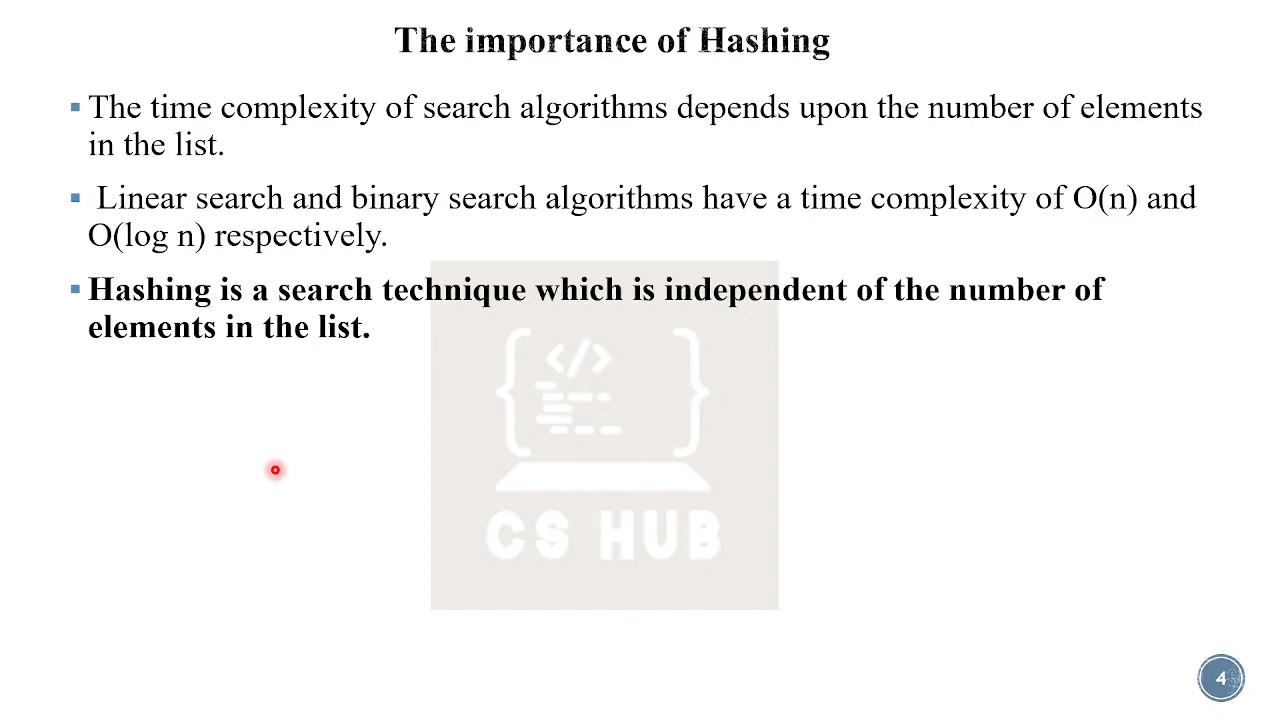 The importance of Hashing
The time complexity of search algorithms depends upon the number of elements
in the list.
Linear search and binary search algorithms have a time complexity of O(n) and
O(log n) respectively.
Hashing is a search technique which is independent of the number of
elements in the list.
</>
CS HUB
4